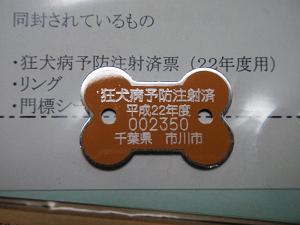 同封されているもの
・狂犬病予防注射済票（22年度用）
・リング
・門標シー
狂犬病予防注射済
平成22年度
002350
千葉県 市川市